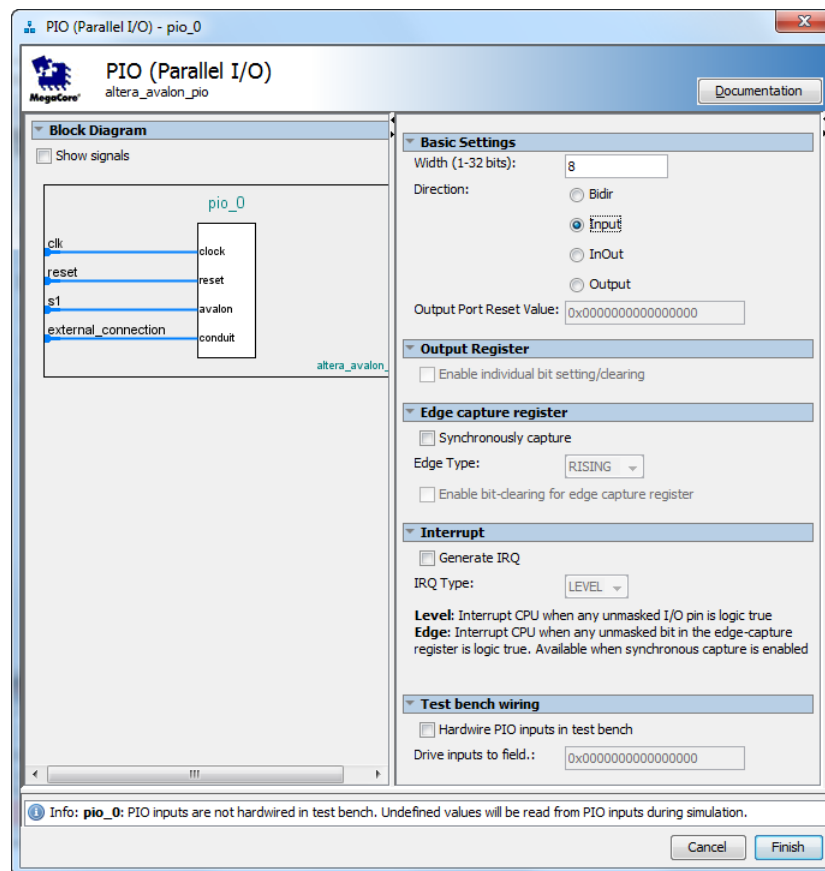 PIO (Parallel I/O) - pio_0
MegaCore®
PIO (Parallel I/O)
altera_avalon_pio
Documentation
Block Diagram
Show signals
pio_0
clk
clock
reset
reset
s1
avalon
external_connection
conduit
altera_avalon_
Basic Settings
Width (1-32 bits): 8
Direction: Bidir
Input
InOut
Output
Output Port Reset Value: 0x0000000000000000
Output Register
Enable individual bit setting/clearing
Edge capture register
Synchronously capture
Edge Type: RISING
Enable bit-clearing for edge capture register
Interrupt
Generate IRQ
IRQ Type: LEVEL
Level: Interrupt CPU when any unmasked I/O pin is logic true
Edge: Interrupt CPU when any unmasked bit in the edge-capture
register is logic true. Available when synchronous capture is enabled
Test bench wiring
Hardwire PIO inputs in test bench
Drive inputs to field.: 0x0000000000000000
Info: pio_0: PIO inputs are not hardwired in test bench. Undefined values will be read from PIO inputs during simulation.
Cancel Finish